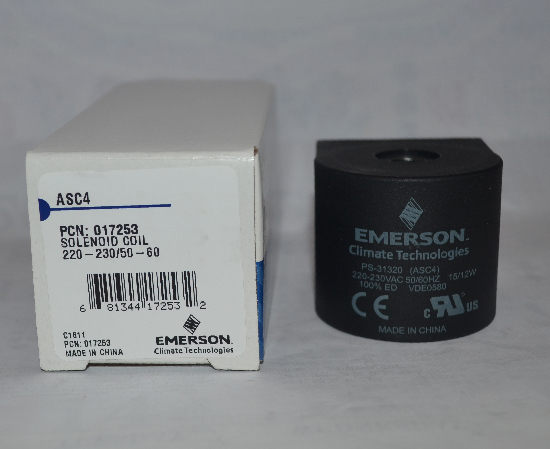 ASC4
PCN: 017253
SOLENOID COIL
220-230/50-60
6 81344 17253 2
C1611
PCN: 017253
MADE IN CHINA
EMERSON
Climate Technologies
EMERSON.
Climate Technologies
PS-31320 (ASC4)
220-230VAC 50/60HZ 15/12W
100% ED VDE0580
CE c RU US
MADE IN CHINA